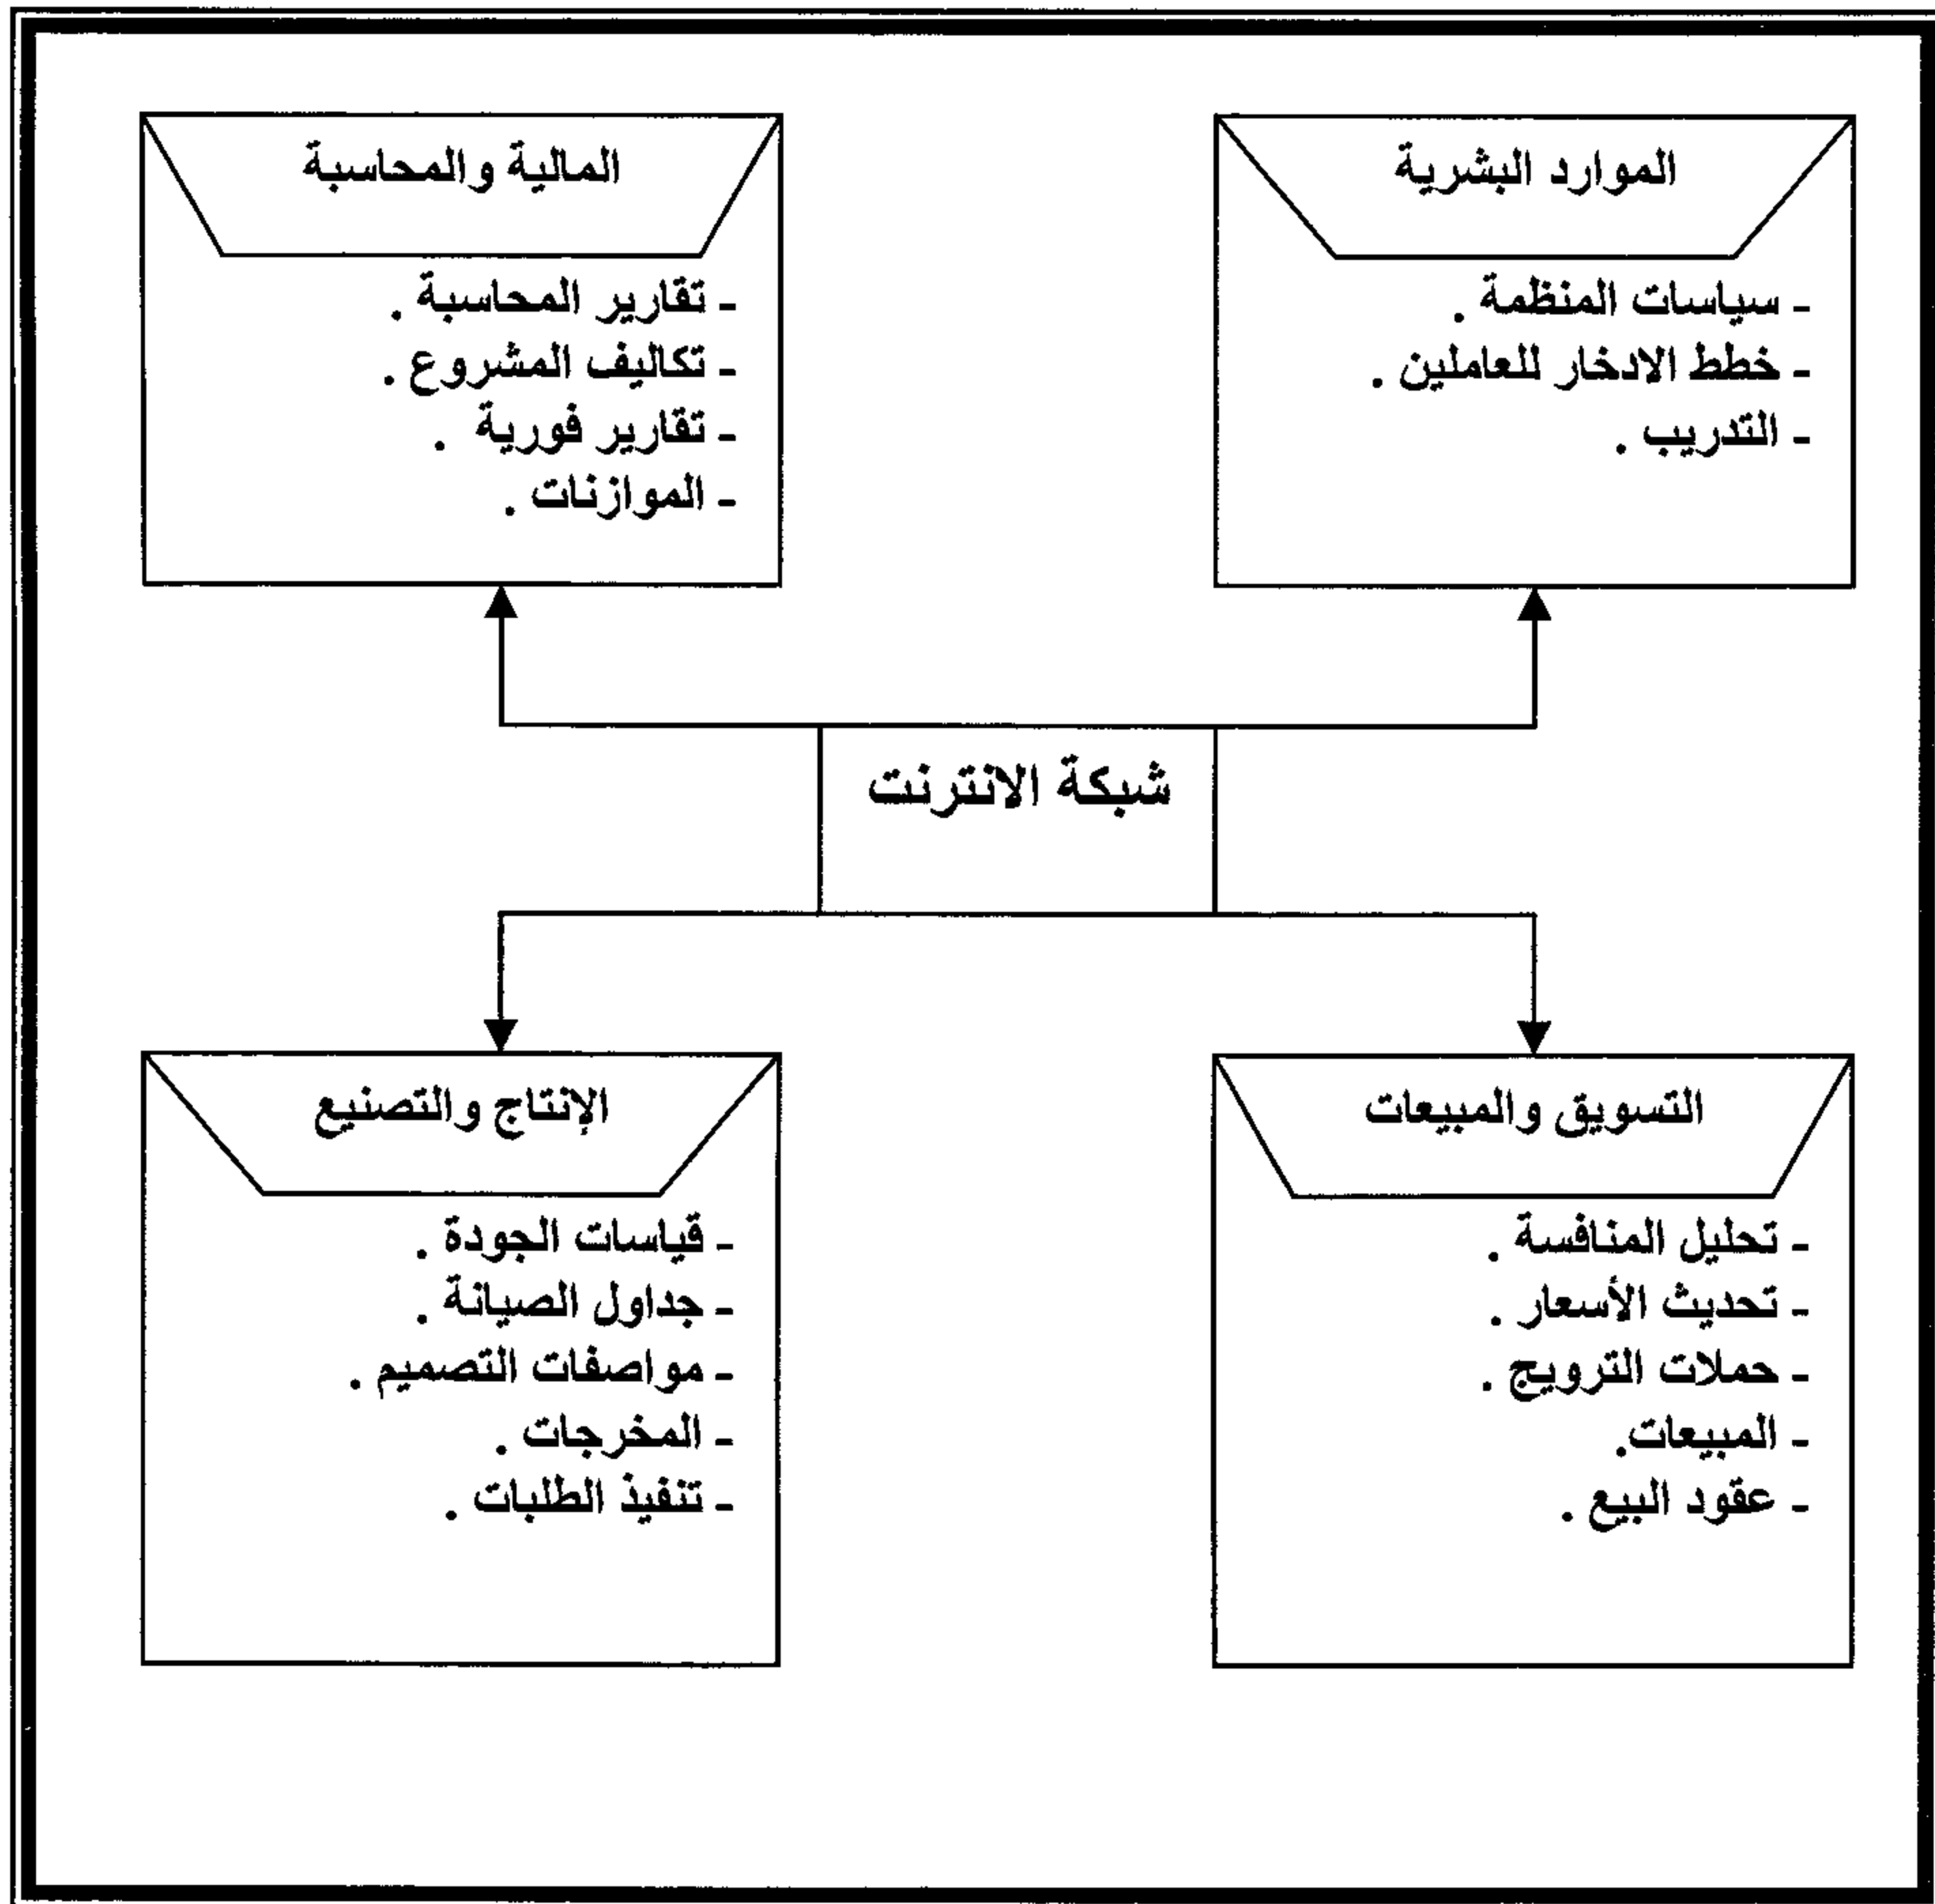 الموارد البشرية
- سياسات المنظمة .
- خطط الادخار للعاملين .
- التدريب .
المالية والمحاسبة
- تقارير المحاسبة .
- تكاليف المشروع .
- تقارير فورية .
- الموازنات .
شبكة الانترنت
التسويق والمبيعات
- تحليل المنافسة .
- تحديث الأسعار .
- حملات الترويج .
- المبيعات.
- عقود البيع .
الإنتاج والتصنيع
- قياسات الجودة .
- جداول الصيانة .
- مواصفات التصميم .
- المخرجات .
- تنفيذ الطلبات .